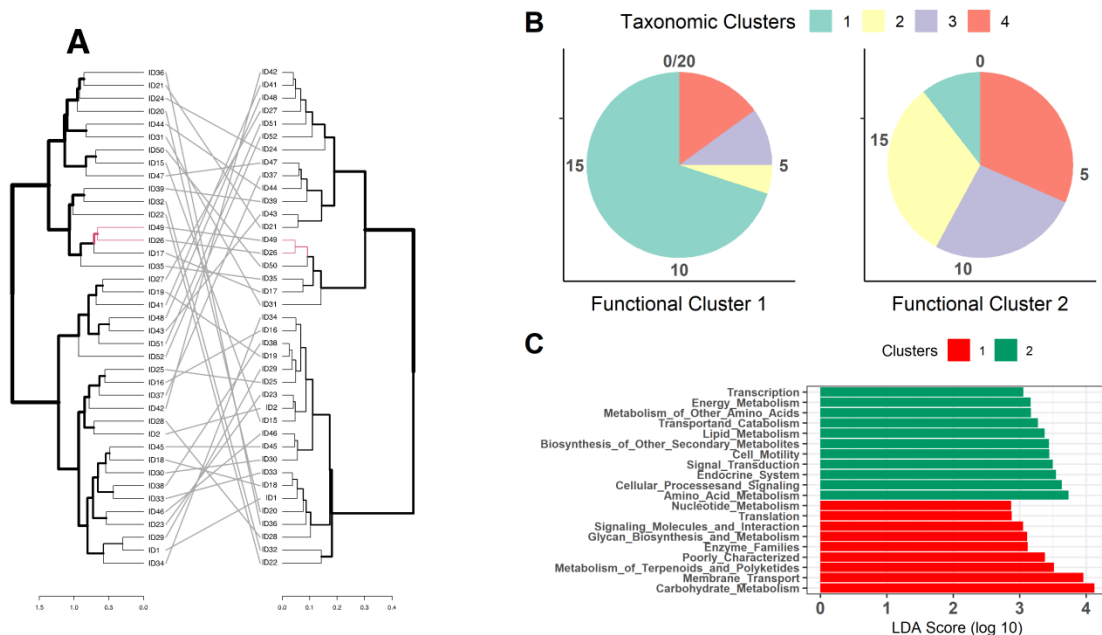 A
ID36
ID21
ID24
ID20
ID44
ID31
ID50
ID15
ID47
ID39
ID32
ID22
ID49
ID26
ID17
ID35
ID27
ID19
ID41
ID48
ID43
ID51
ID52
ID25
ID16
ID37
ID42
ID28
ID2
ID45
ID18
ID30
ID38
ID33
ID46
ID23
ID29
ID1
ID34
1.5 1.0 0.5 0.0
ID42
ID41
ID48
ID27
ID51
ID52
ID24
ID47
ID37
ID44
ID39
ID43
ID21
ID49
ID26
ID50
ID35
ID17
ID31
ID34
ID16
ID38
ID19
ID29
ID25
ID23
ID2
ID15
ID46
ID45
ID30
ID33
ID18
ID1
ID20
ID36
ID28
ID32
ID22
0.0 0.1 0.2 0.3 0.4
B
Taxonomic Clusters 1 2 3 4
0/20
5
10
15
Functional Cluster 1
0
5
10
15
Functional Cluster 2
C
Clusters 1 2
Transcription
Energy_Metabolism
Metabolism_of_Other_Amino_Acids
Transportand_Catabolism
Lipid_Metabolism
Biosynthesis_of_Other_Secondary_Metabolites
Cell_Motility
Signal_Transduction
Endocrine_System
Cellular_Processesand_Signaling
Amino_Acid_Metabolism
Nucleotide_Metabolism
Translation
Signaling_Molecules_and_Interaction
Glycan_Biosynthesis_and_Metabolism
Enzyme_Families
Poorly_Characterized
Metabolism_of_Terpenoids_and_Polyketides
Membrane_Transport
Carbohydrate_Metabolism
0 1 2 3 4
LDA Score (log 10)